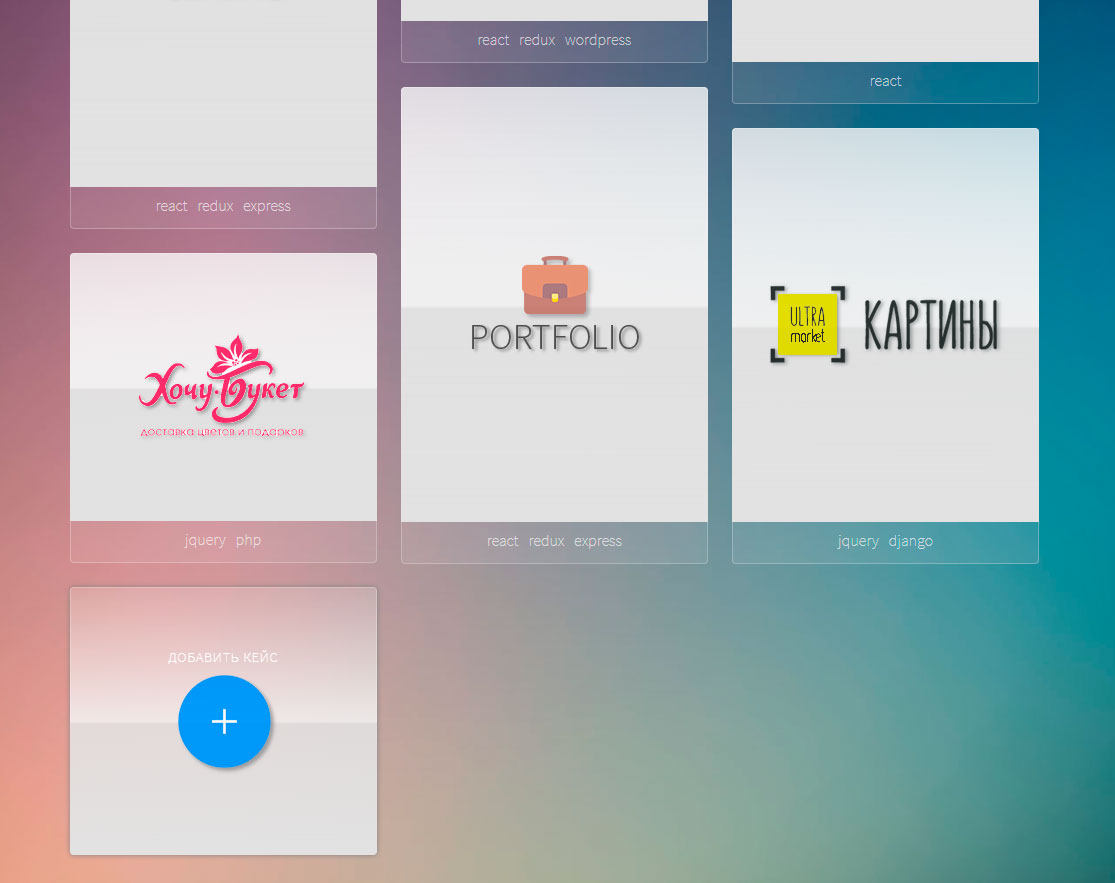 react redux express
Хочу·Букет
доставка цветов и подарков
jquery php
ДОБАВИТЬ КЕЙС
react redux wordpress
PORTFOLIO
react redux express
react
ULTRA
market
КАРТИНЫ
jquery django